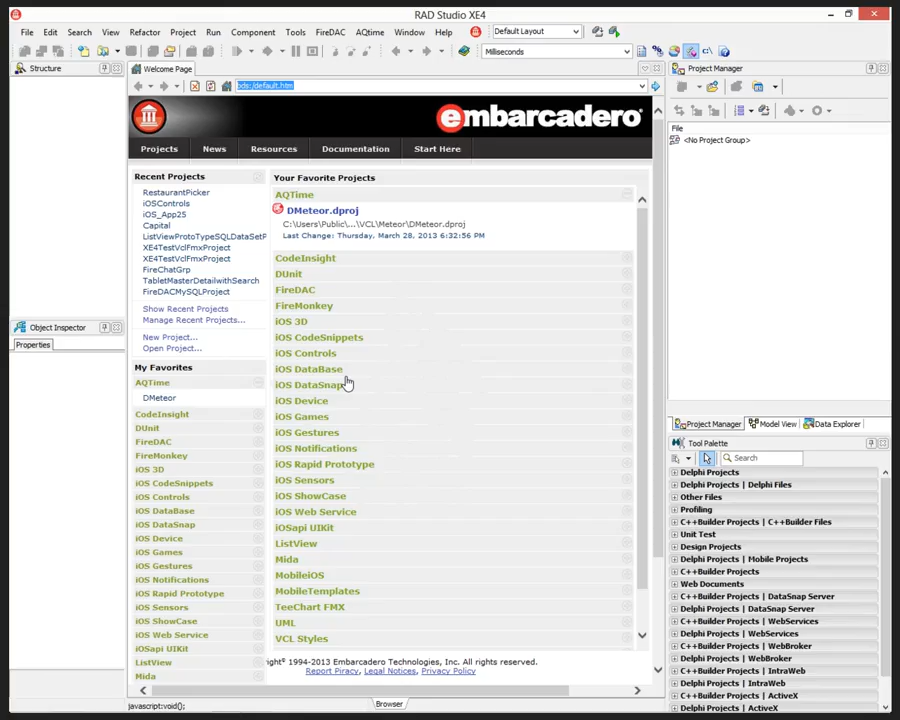 RAD Studio XE4
File Edit Search View Refactor Project Run Component Tools FireDAC AQtime Window Help Default Layout
Milliseconds
Structure
Welcome Page
bds:/default.htm
embarcadero
Projects News Resources Documentation Start Here
Recent Projects
RestaurantPicker
iOSControls
iOS_App25
Capital
ListViewProtoTypeSQLDataSetP
XE4TestVclFmxProject
XE4TestVclFmxProject
FireChatGrp
TabletMasterDetailwithSearch
FireDACMySQLProject
Show Recent Projects
Manage Recent Projects...
New Project...
Open Project...
My Favorites
AQTime
DMeteor
CodeInsight
DUnit
FireDAC
FireMonkey
iOS 3D
iOS CodeSnippets
iOS Controls
iOS DataBase
iOS DataSnap
iOS Device
iOS Games
iOS Gestures
iOS Notifications
iOS Rapid Prototype
iOS Sensors
iOS ShowCase
iOS Web Service
iOSapi UIKit
ListView
Mida
Your Favorite Projects
AQTime
DMeteor.dproj
C:\Users\Public\...\VCL\Meteor\DMeteor.dproj
Last Change: Thursday, March 28, 2013 6:32:56 PM
CodeInsight
DUnit
FireDAC
FireMonkey
iOS 3D
iOS CodeSnippets
iOS Controls
iOS DataBase
iOS DataSnap
iOS Device
iOS Games
iOS Gestures
iOS Notifications
iOS Rapid Prototype
iOS Sensors
iOS ShowCase
iOS Web Service
iOSapi UIKit
ListView
Mida
MobileiOS
MobileTemplates
TeeChart FMX
UML
VCL Styles
right® 1994-2013 Embarcadero Technologies, Inc. All rights reserved.
Report Piracy, Legal Notices, Privacy Policy
javascript:void();
Browser
Object Inspector
Properties
Project Manager
File
<No Project Group>
Project Manager Model View Data Explorer
Tool Palette
Search
Delphi Projects
Delphi Projects | Delphi Files
Other Files
Profiling
C++Builder Projects | C++Builder Files
Unit Test
Design Projects
Delphi Projects | Mobile Projects
C++Builder Projects
Web Documents
C++Builder Projects | DataSnap Server
Delphi Projects | DataSnap Server
C++Builder Projects | WebServices
Delphi Projects | WebServices
C++Builder Projects | WebBroker
Delphi Projects | WebBroker
C++Builder Projects | IntraWeb
Delphi Projects | IntraWeb
C++Builder Projects | ActiveX
Delphi Projects | ActiveX